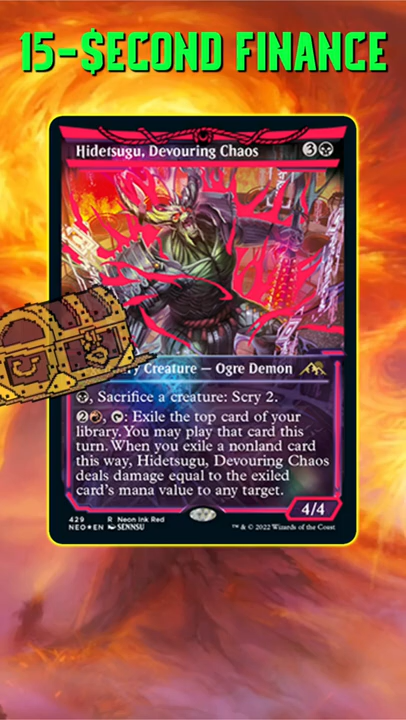 15-$ECOND FINANCE
Hidetsugu, Devouring Chaos 3
ry Creature — Ogre Demon
, Sacrifice a creature: Scry 2.
2 , : Exile the top card of your
library. You may play that card this
turn. When you exile a nonland card
this way, Hidetsugu, Devouring Chaos
deals damage equal to the exiled
card's mana value to any target.
4/4
429 R Neon Ink Red
NEO★EN SENNSU
™ & © 2022 Wizards of the Coast